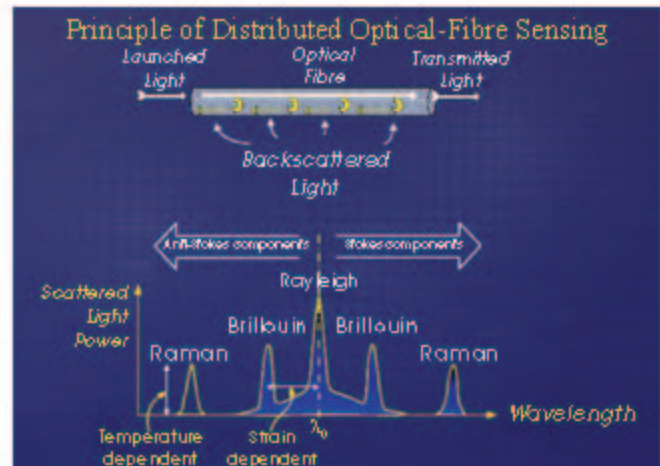 Principle of Distributed Optical-Fibre Sensing
Launched
Light
Optical
Fibre
Transmitted
Light
Backscattered
Light
Anti-Stokes components
Stokes components
Rayleigh
Scattered
Light
Power
Brillouin
Brillouin
Raman
Raman
λ0
Wavelength
Temperature
dependent
Strain
dependent